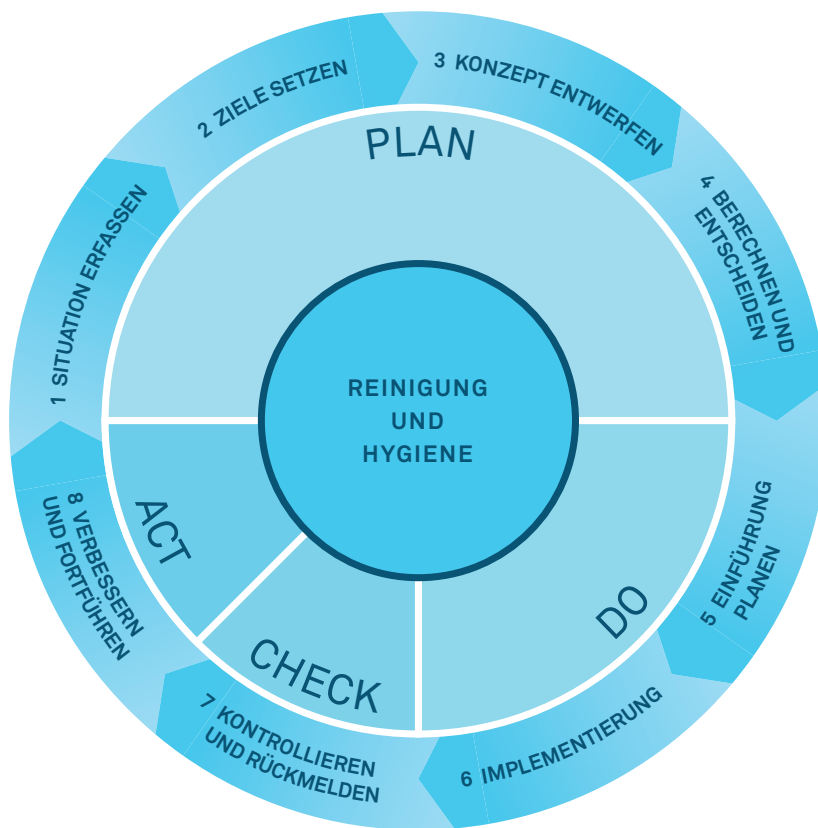 1 SITUATION ERFASSEN
2 ZIELE SETZEN
3 KONZEPT ENTWERFEN
4 BERECHNEN UND
ENTSCHEIDEN
5 EINFÜHRUNG
PLANEN
6 IMPLEMENTIERUNG
7 KONTROLLIEREN
UND RÜCKMELDEN
8 VERBESSERN
UND FORTFÜHREN
PLAN
DO
CHECK
ACT
REINIGUNG
UND
HYGIENE